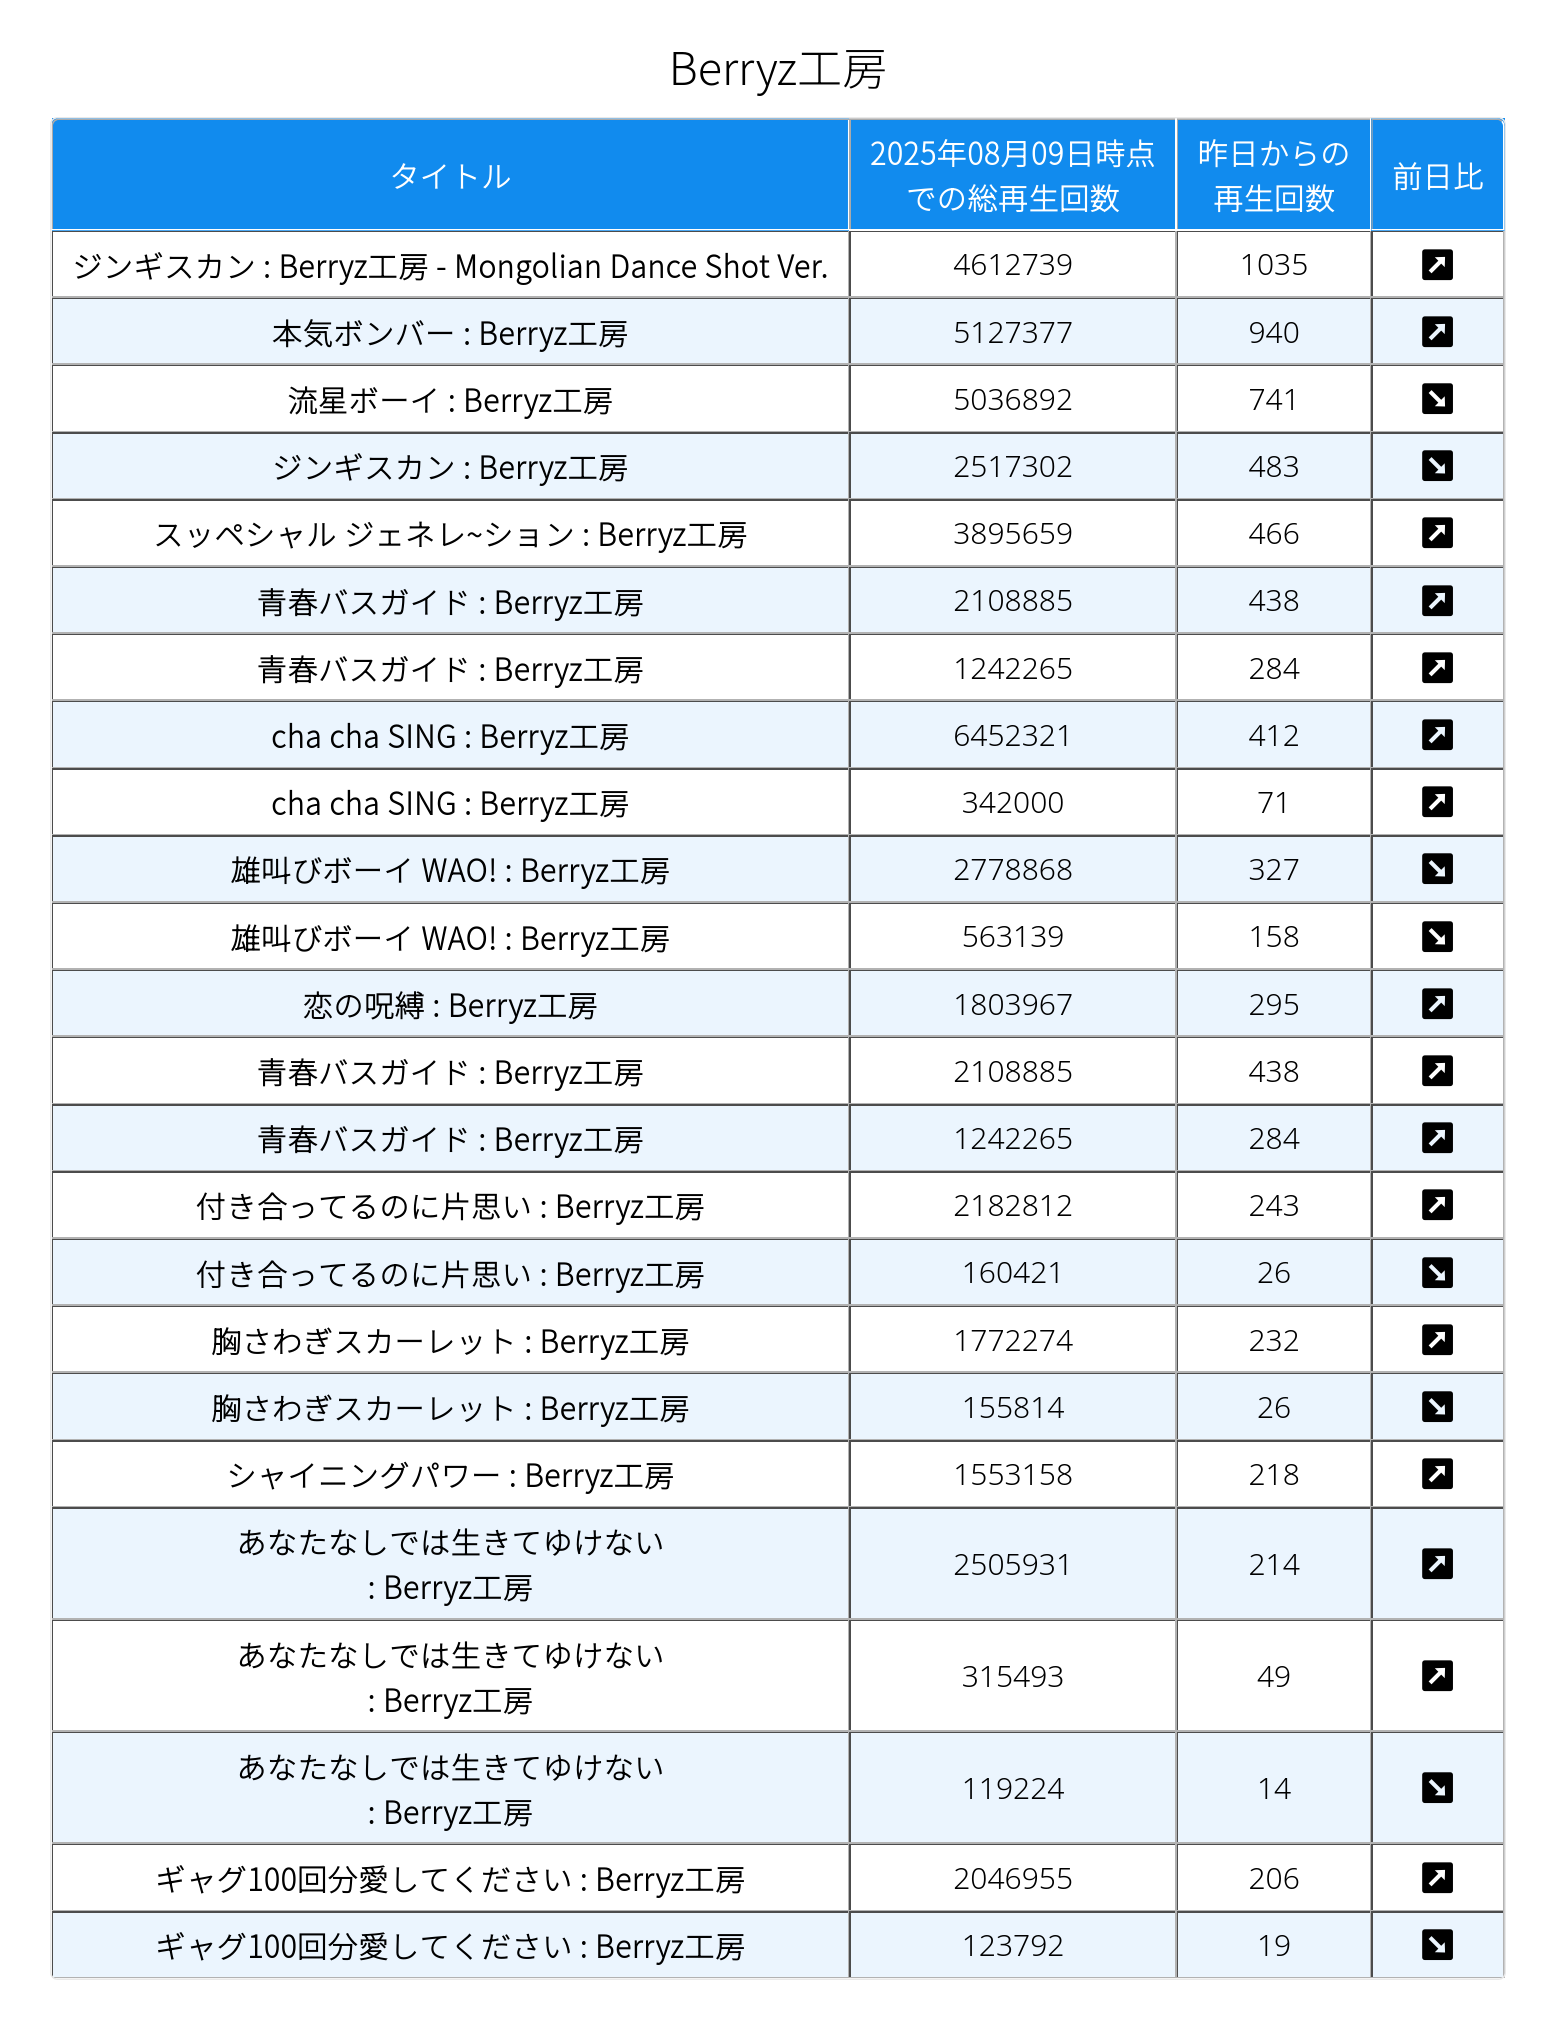 Berryz工房
タイトル
2025年08月09日時点
での総再生回数
昨日からの
再生回数
前日比
ジンギスカン : Berryz工房 - Mongolian Dance Shot Ver. 4612739 1035
本気ボンバー : Berryz工房 5127377 940
流星ボーイ : Berryz工房 5036892 741
ジンギスカン : Berryz工房 2517302 483
スッペシャル ジェネレ~ション : Berryz工房 3895659 466
青春バスガイド : Berryz工房 2108885 438
青春バスガイド : Berryz工房 1242265 284
cha cha SING : Berryz工房 6452321 412
cha cha SING : Berryz工房 342000 71
雄叫びボーイ WAO! : Berryz工房 2778868 327
雄叫びボーイ WAO! : Berryz工房 563139 158
恋の呪縛 : Berryz工房 1803967 295
青春バスガイド : Berryz工房 2108885 438
青春バスガイド : Berryz工房 1242265 284
付き合ってるのに片思い : Berryz工房 2182812 243
付き合ってるのに片思い : Berryz工房 160421 26
胸さわぎスカーレット : Berryz工房 1772274 232
胸さわぎスカーレット : Berryz工房 155814 26
シャイニングパワー : Berryz工房 1553158 218
あなたなしでは生きてゆけない
: Berryz工房 2505931 214
あなたなしでは生きてゆけない
: Berryz工房 315493 49
あなたなしでは生きてゆけない
: Berryz工房 119224 14
ギャグ100回分愛してください : Berryz工房 2046955 206
ギャグ100回分愛してください : Berryz工房 123792 19